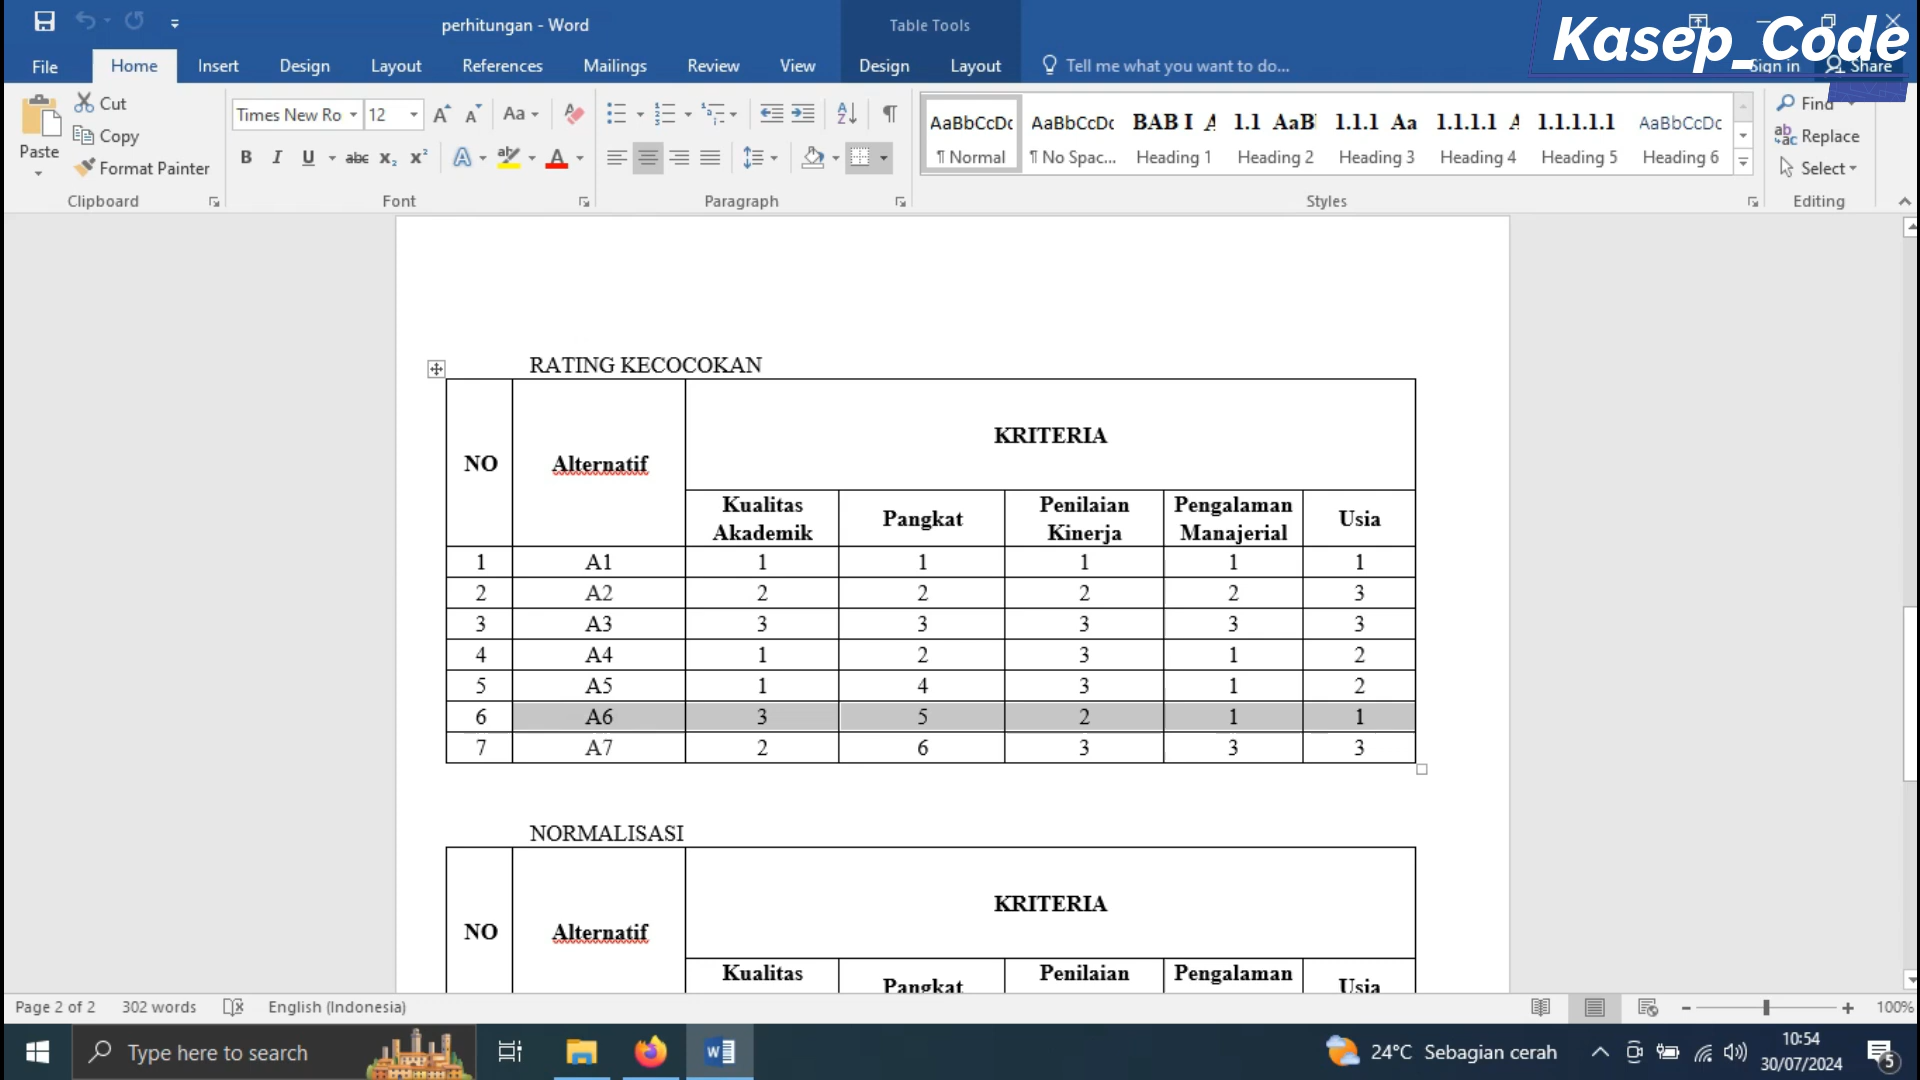 perhitungan - Word
Table Tools
Kasep_Code
File Home Insert Design Layout References Mailings Review View Design Layout Tell me what you want to do... Sign in Share
Paste
Cut
Copy
Format Painter
Times New Ro 12
Aa
AaBbCcDc AaBbCcDc BAB I A 1.1 AaB 1.1.1 Aa 1.1.1.1 A 1.1.1.1.1 AaBbCcDc
¶ Normal ¶ No Spac... Heading 1 Heading 2 Heading 3 Heading 4 Heading 5 Heading 6
Find
Replace
Select
Clipboard Font Paragraph Styles Editing
RATING KECOCOKAN
NO Alternatif KRITERIA
Kualitas Akademik Pangkat Penilaian Kinerja Pengalaman Manajerial Usia
1 A1 1 1 1 1 1
2 A2 2 2 2 2 3
3 A3 3 3 3 3 3
4 A4 1 2 3 1 2
5 A5 1 4 3 1 2
6 A6 3 5 2 1 1
7 A7 2 6 3 3 3
NORMALISASI
NO Alternatif KRITERIA
Kualitas Pangkat Penilaian Pengalaman Usia
Page 2 of 2 302 words English (Indonesia) 100%
Type here to search 24°C Sebagian cerah 10:54
30/07/2024 5